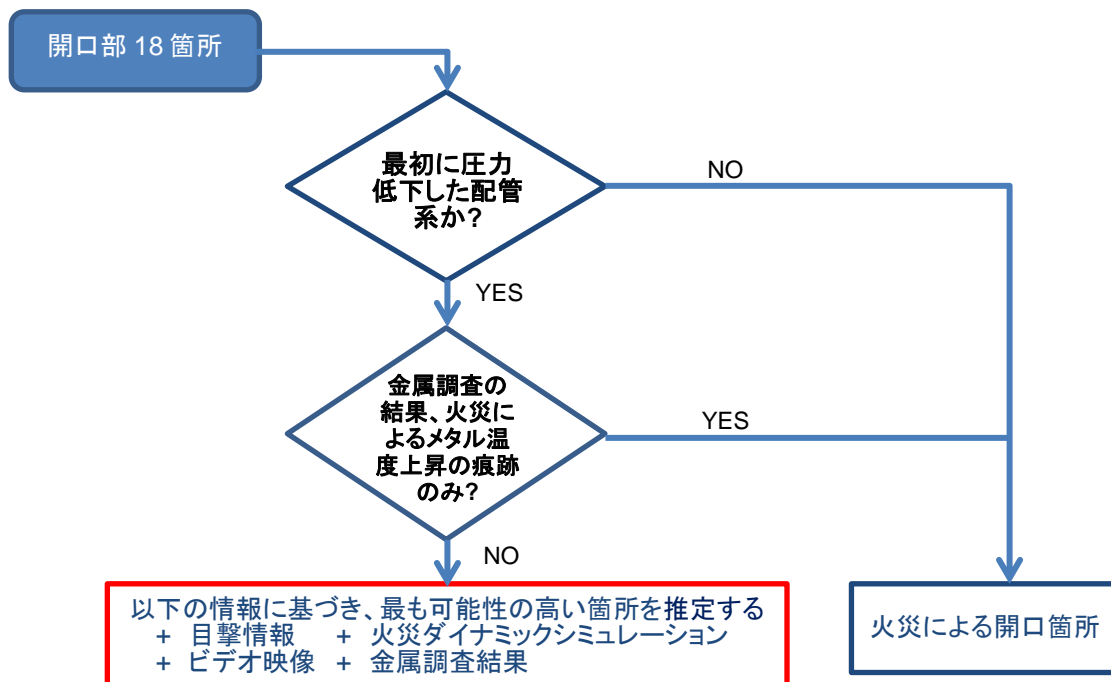 開口部 18 箇所
最初に圧力
低下した配管
系か?
NO
YES
金属調査の
結果、火災に
よるメタル温
度上昇の痕跡
のみ?
YES
NO
以下の情報に基づき、最も可能性の高い箇所を推定する
+ 目撃情報 + 火災ダイナミックシミュレーション
+ ビデオ映像 + 金属調査結果
火災による開口箇所